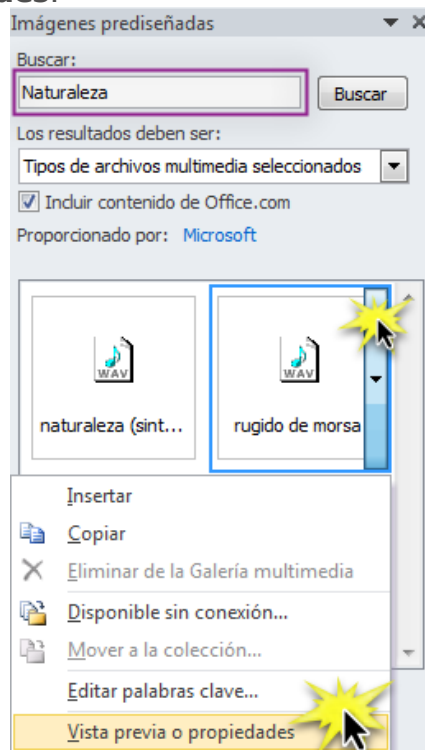 des.
Imágenes prediseñadas
Buscar:
Naturaleza
Buscar
Los resultados deben ser:
Tipos de archivos multimedia seleccionados
Incluir contenido de Office.com
Proporcionado por: Microsoft
WAV
WAV
naturaleza (sint...
rugido de morsa
Insertar
Copiar
Eliminar de la Galería multimedia
Disponible sin conexión...
Mover a la colección...
Editar palabras clave...
Vista previa o propiedades